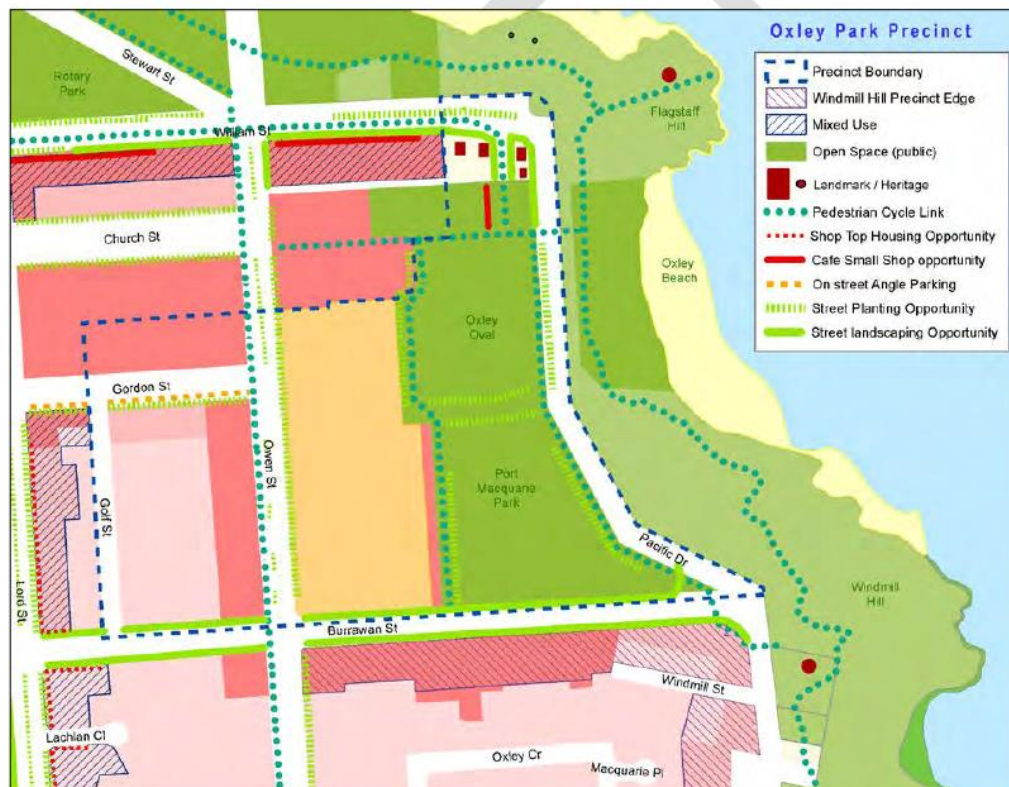 Oxley Park Precinct
Precinct Boundary
Windmill Hill Precinct Edge
Mixed Use
Open Space (public)
Landmark / Heritage
Pedestrian Cycle Link
Shop Top Housing Opportunity
Cafe Small Shop opportunity
On street Angle Parking
Street Planting Opportunity
Street landscaping Opportunity
Stewart St
Rotary
Park
Flagstaff
Hill
William St
Church St
Oxley
Beach
Oxley
Oval
Gordon St
Owen St
Golf St
Lord St
Port
Macquarie
Park
Pacific Dr
Windmill
Hill
Burrawan St
Windmill St
Lachlan Cl
Oxley Cr
Macquarie Pl